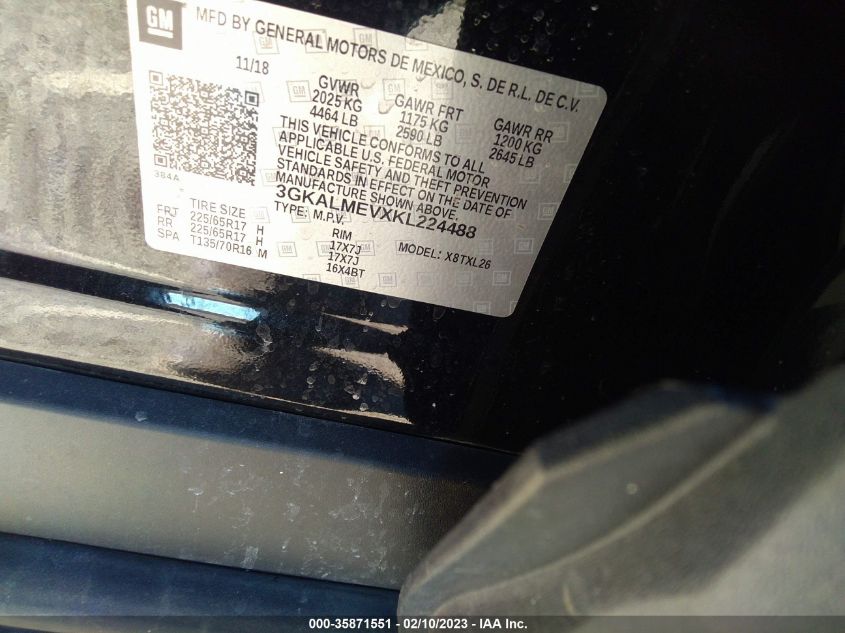 GM
MFD BY GENERAL MOTORS DE MEXICO, S. DE R.L. DE C.V.
11/18
GVWR GAWR FRT GAWR RR
2025 KG 1175 KG 1200 KG
4464 LB 2590 LB 2645 LB
THIS VEHICLE CONFORMS TO ALL
APPLICABLE U.S. FEDERAL MOTOR
VEHICLE SAFETY AND THEFT PREVENTION
STANDARDS IN EFFECT ON THE DATE OF
MANUFACTURE SHOWN ABOVE.
3B4A
3GKALMEVXKL224488
TYPE: M.P.V. MODEL: X8TXL26
TIRE SIZE RIM
FRT 225/65R17 H 17X7J
RR 225/65R17 H 17X7J
SPA T135/70R16 M 16X4BT
000-35871551 - 02/10/2023 - IAA Inc.